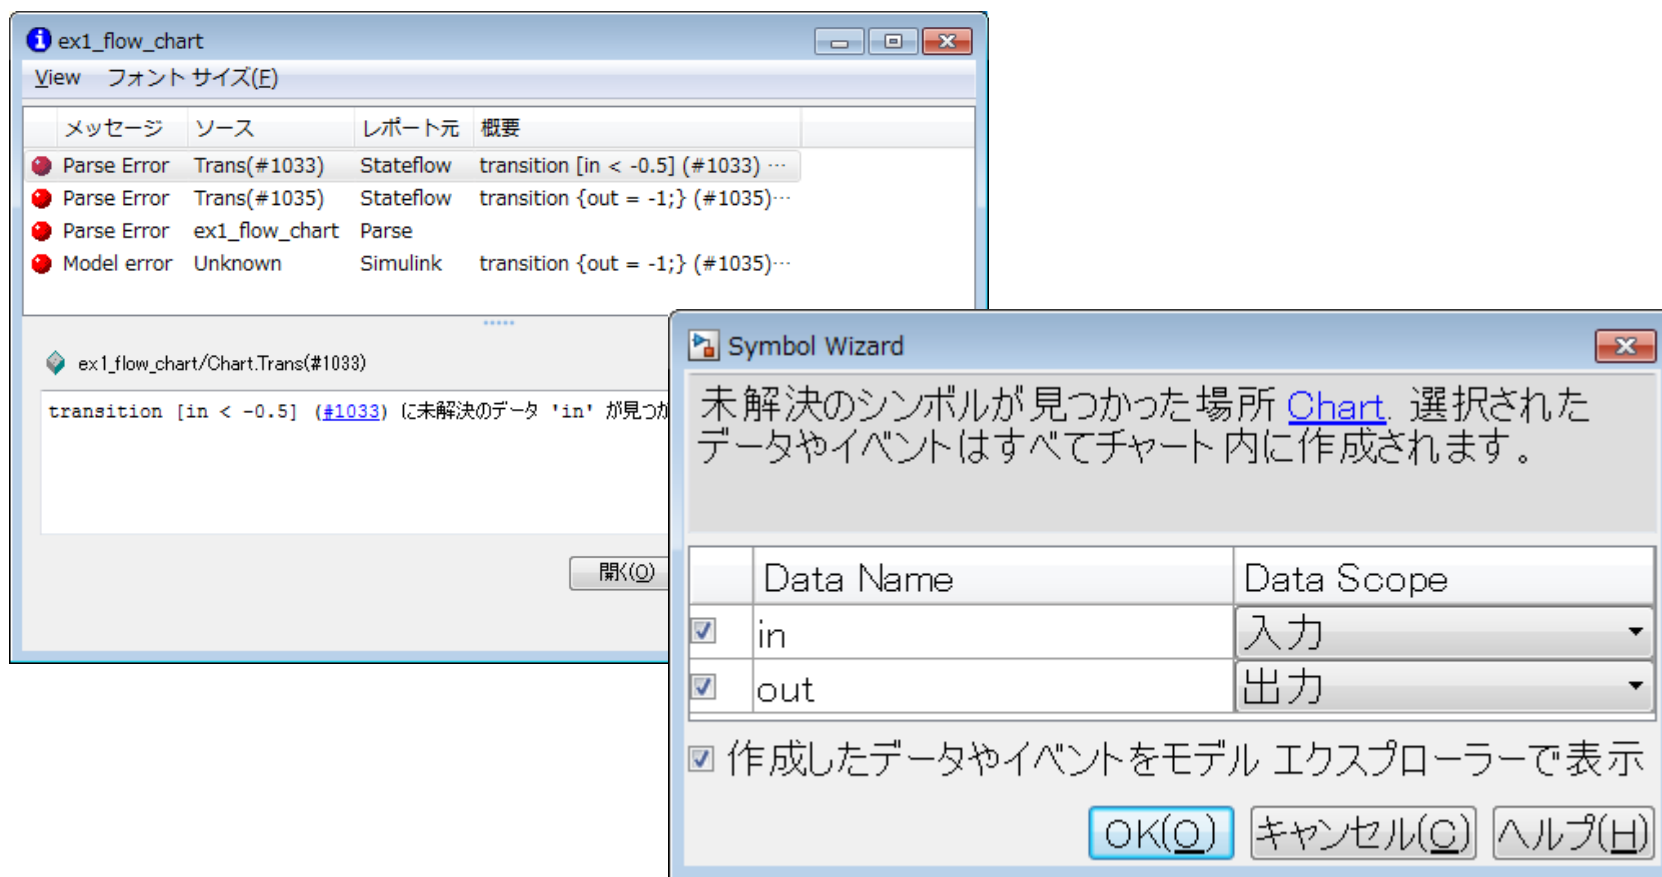 ex1_flow_chart
View フォント サイズ(F)
メッセージ ソース レポート元 概要
Parse Error Trans(#1033) Stateflow transition [in < -0.5] (#1033) ...
Parse Error Trans(#1035) Stateflow transition {out = -1;} (#1035)...
Parse Error ex1_flow_chart Parse
Model error Unknown Simulink transition {out = -1;} (#1035)...
ex1_flow_chart/Chart.Trans(#1033)
transition [in < -0.5] (#1033) に未解決のデータ 'in' が見つか
開く(O)
Symbol Wizard
未解決のシンボルが見つかった場所 Chart. 選択された
データやイベントはすべてチャート内に作成されます。
Data Name Data Scope
in 入力
out 出力
作成したデータやイベントをモデル エクスプローラーで表示
OK(O) キャンセル(C) ヘルプ(H)